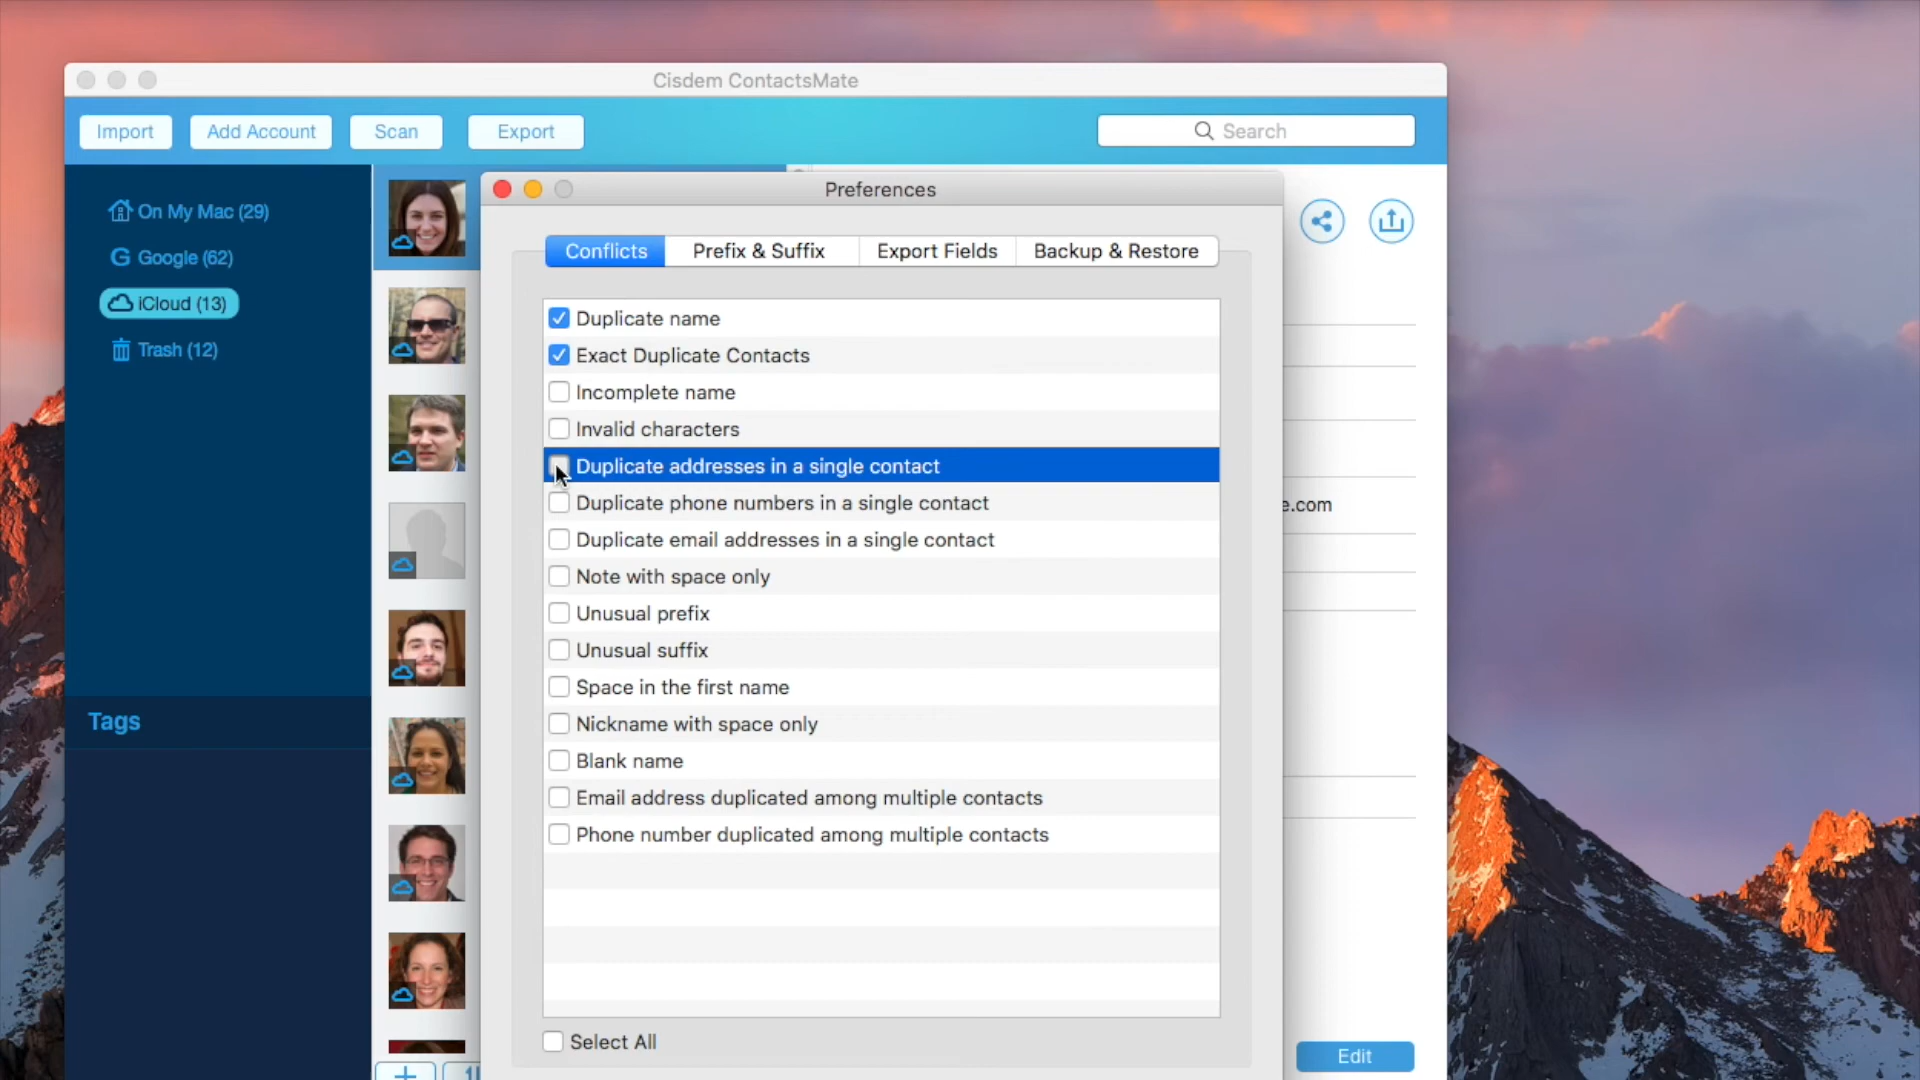 Cisdem ContactsMate
Import
Add Account
Scan
Export
Search
On My Mac (29)
Google (62)
iCloud (13)
Trash (12)
Tags
Preferences
Conflicts
Prefix & Suffix
Export Fields
Backup & Restore
Duplicate name
Exact Duplicate Contacts
Incomplete name
Invalid characters
Duplicate addresses in a single contact
Duplicate phone numbers in a single contact
Duplicate email addresses in a single contact
Note with space only
Unusual prefix
Unusual suffix
Space in the first name
Nickname with space only
Blank name
Email address duplicated among multiple contacts
Phone number duplicated among multiple contacts
Select All
e.com
Edit